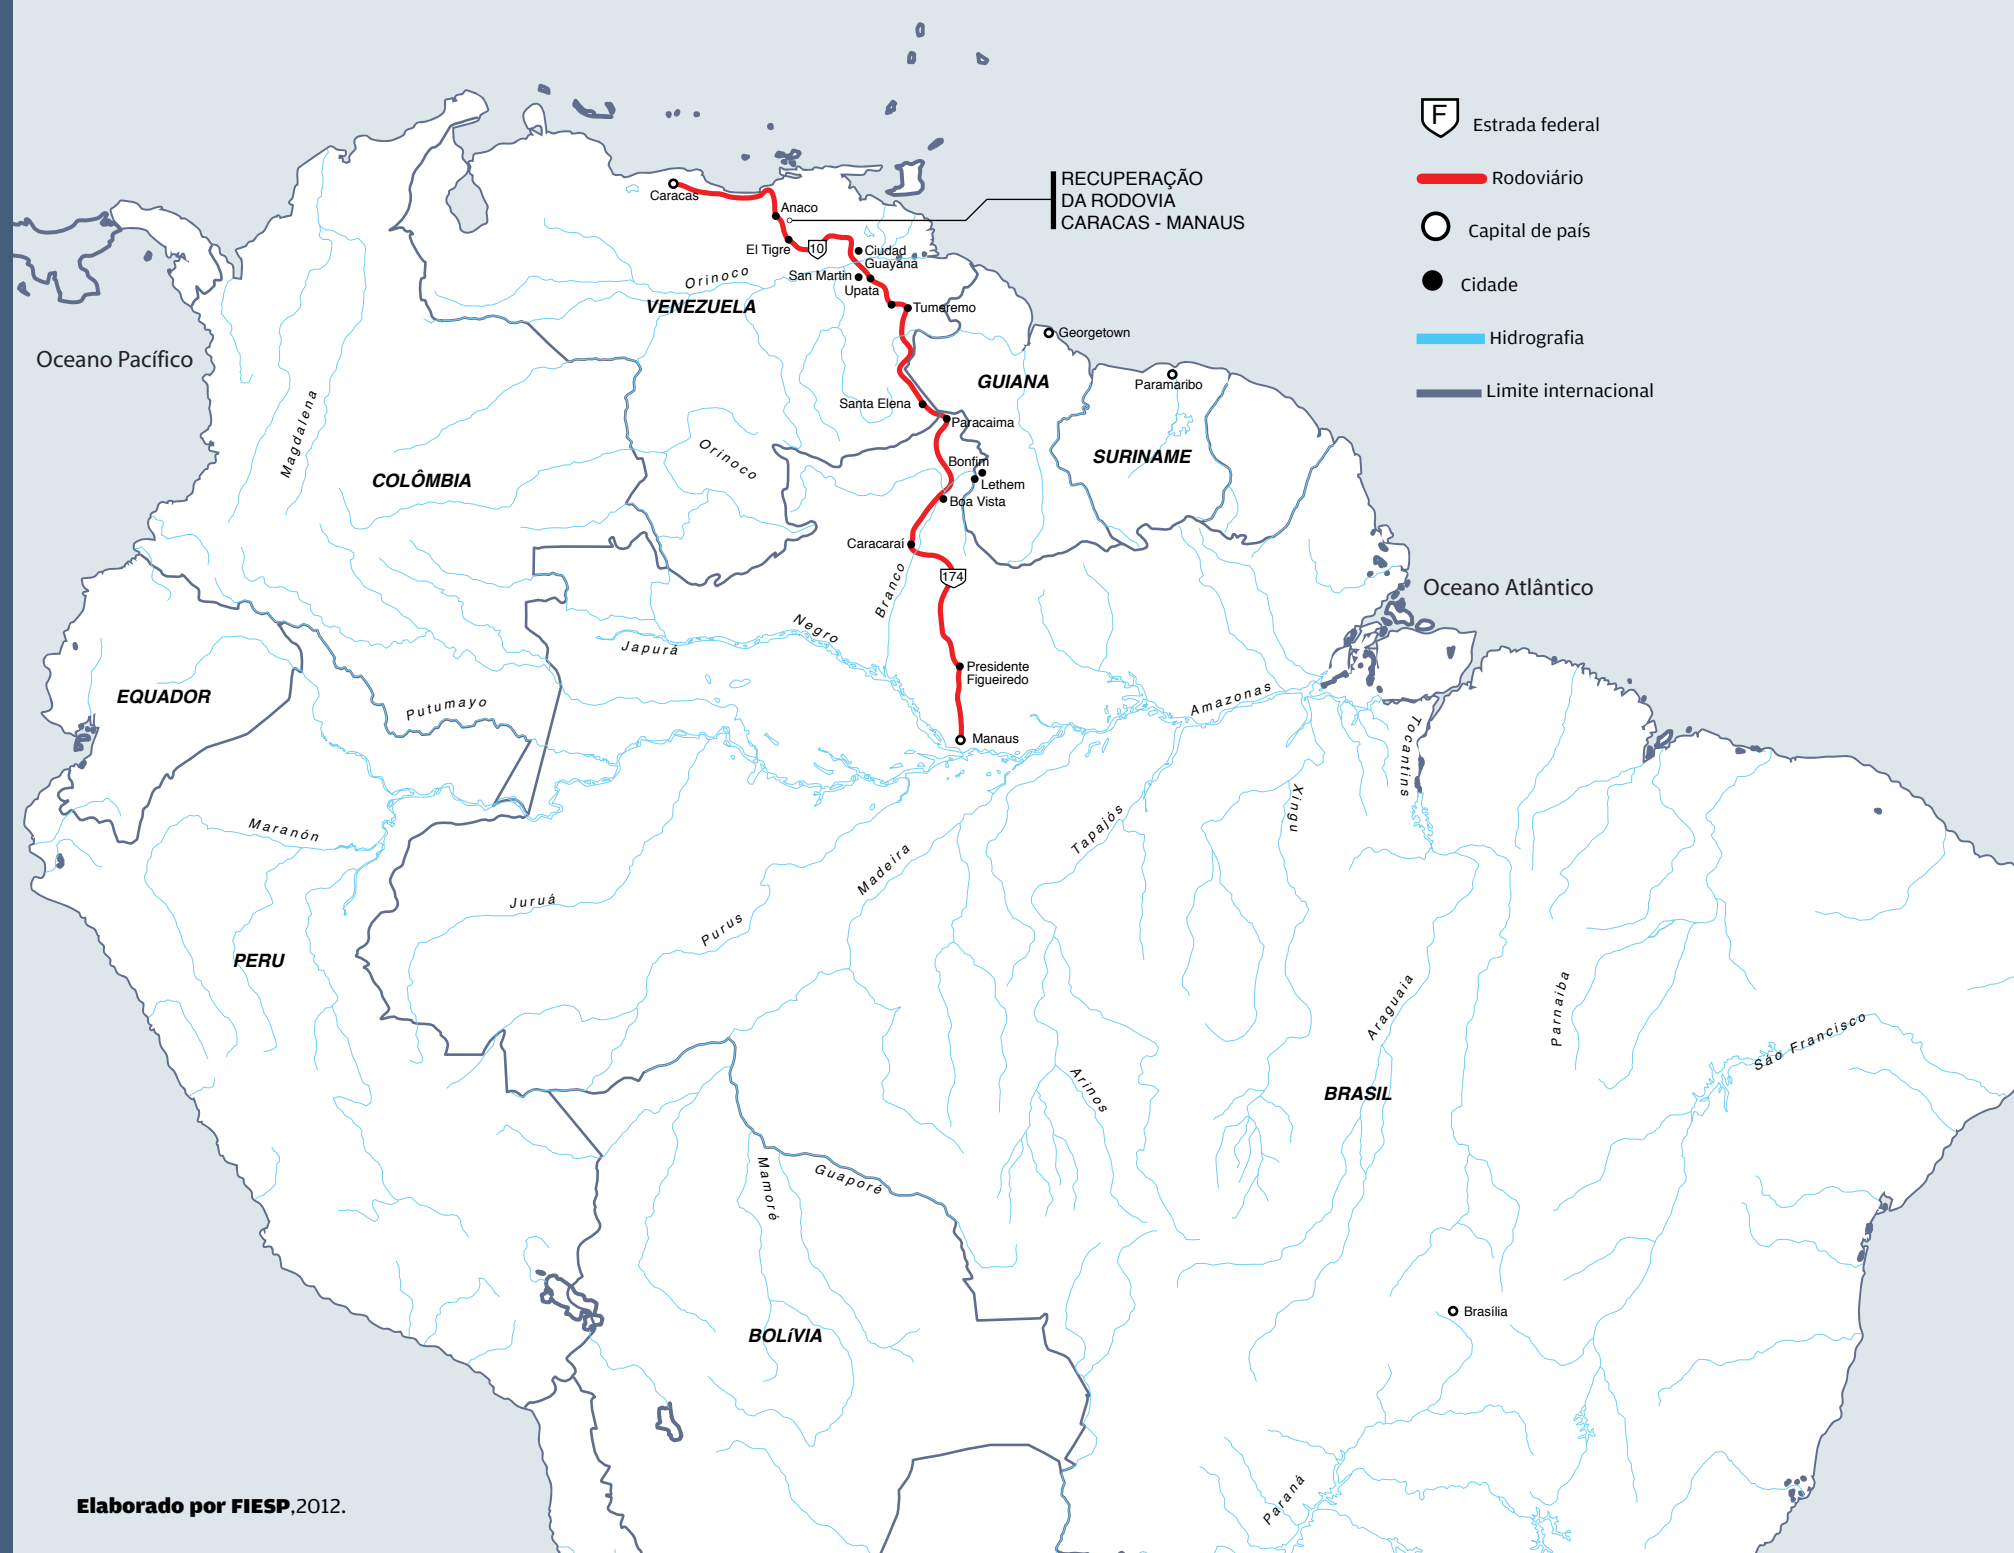 F
Estrada federal
Rodoviário
Capital de país
Cidade
Hidrografia
Limite internacional
RECUPERAÇÃO
DA RODOVIA
CARACAS - MANAUS
Caracas
Anaco
El Tigre
10
Ciudad
Guayana
San Martin
Upata
Tumeremo
Orinoco
VENEZUELA
Georgetown
Oceano Pacífico
GUIANA
Paramaribo
Santa Elena
Paracaima
Magdalena
Orinoco
COLÔMBIA
SURINAME
Bonfim
Lethem
Boa Vista
Caracaraí
174
Branco
Oceano Atlântico
Negro
Japurá
Presidente
Figueiredo
EQUADOR
Putumayo
Amazonas
Manaus
Tocantins
Xingu
Maranón
Tapajós
Madeira
Juruá
Purus
PERU
Araguaia
Parnaiba
São Francisco
Arinos
BRASIL
Mamoré
Guaporé
Brasília
BOLíVIA
Paraná
Elaborado por FIESP,2012.